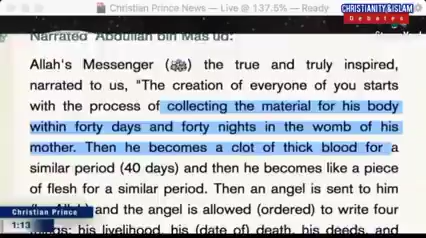 Christian Prince News — Live @ 137.5% — Ready
CHRISTIANITY & ISLAM
Debates
Narrated Abdullah bin Mas'ud:
Allah's Messenger (ﷺ) the true and truly inspired,
narrated to us, "The creation of everyone of you starts
with the process of collecting the material for his body
within forty days and forty nights in the womb of his
mother. Then he becomes a clot of thick blood for a
similar period (40 days) and then he becomes like a piece
of flesh for a similar period. Then an angel is sent to him
and the angel is allowed (ordered) to write four
his livelihood, his (date of) death, his deeds, and
Christian Prince
1:13